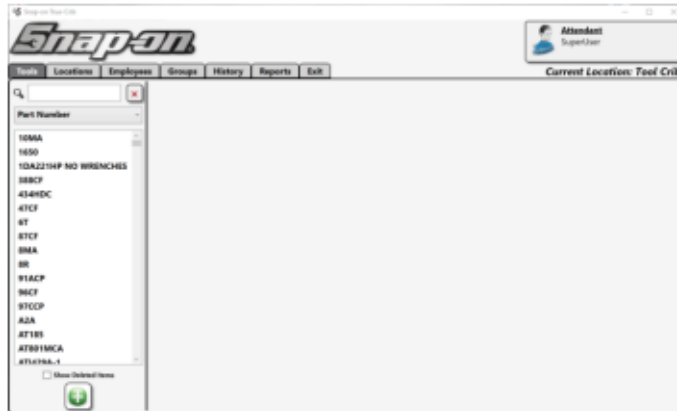 Snap-on Tool Crib
Snap-on
Attendant
SuperUser
Tools Locations Employees Groups History Reports Exit
Current Location: Tool Crib
Part Number
10MA
1650
1DA221HP NO WRENCHES
388CF
434HDC
47CF
6T
87CF
8MA
8R
91ACP
96CF
97CCP
A2A
AT185
AT801MCA
Show Deleted Items